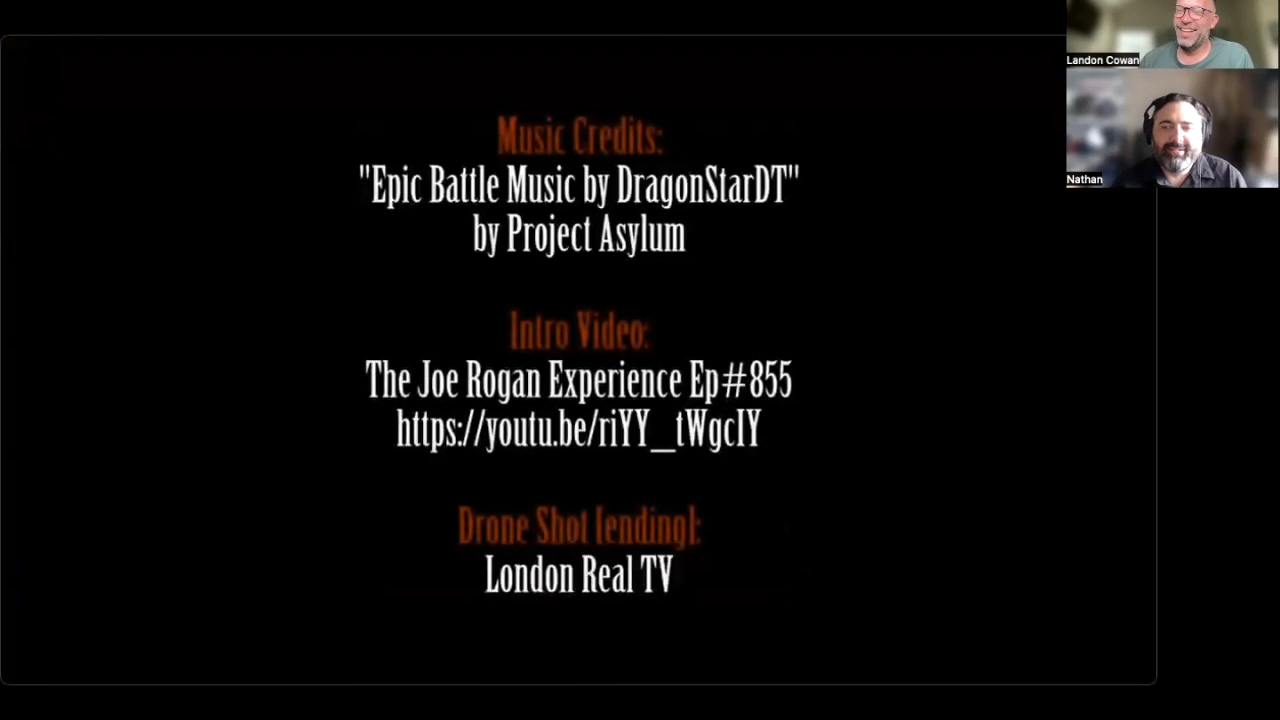 Music Credits:
"Epic Battle Music by DragonStarDT"
by Project Asylum
Intro Video:
The Joe Rogan Experience Ep#855
https://youtu.be/riYY_tWgcIY
Drone Shot [ending]:
London Real TV
Landon Cowan
Nathan